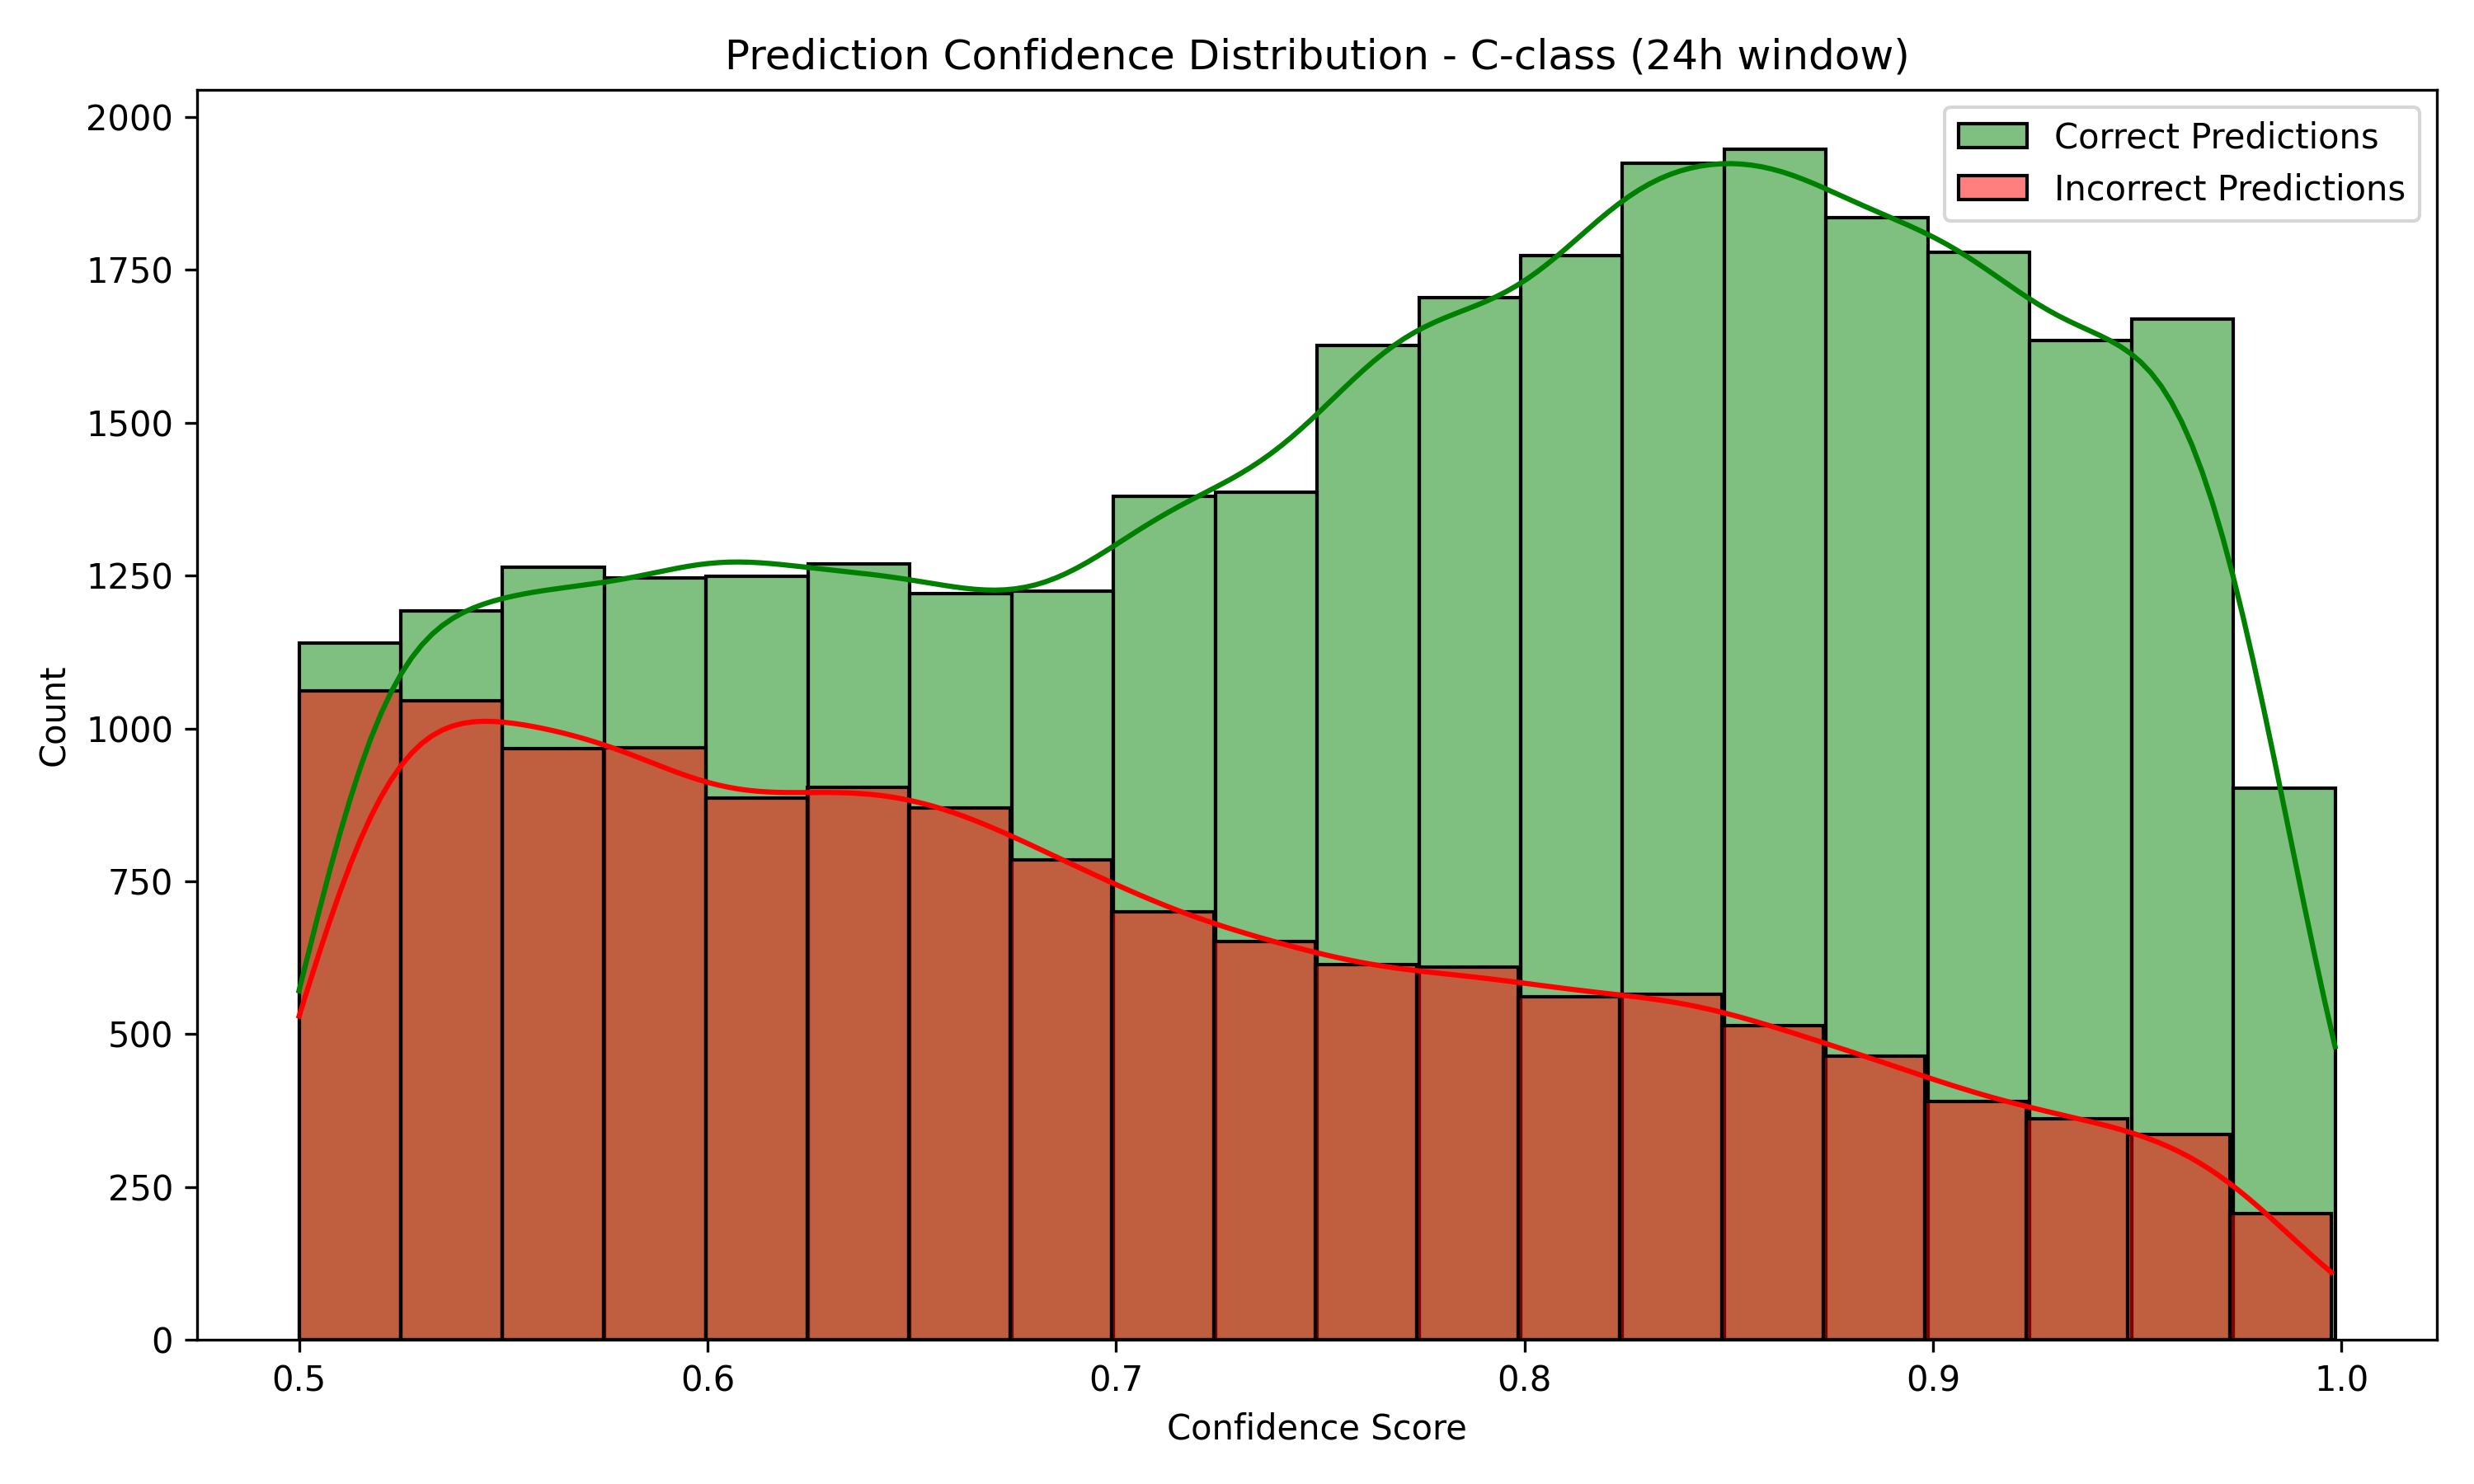 Prediction Confidence Distribution - C-class (24h window)
Correct Predictions
Incorrect Predictions
2000
1750
1500
1250
1000
750
500
250
0
Count
0.5 0.6 0.7 0.8 0.9 1.0
Confidence Score